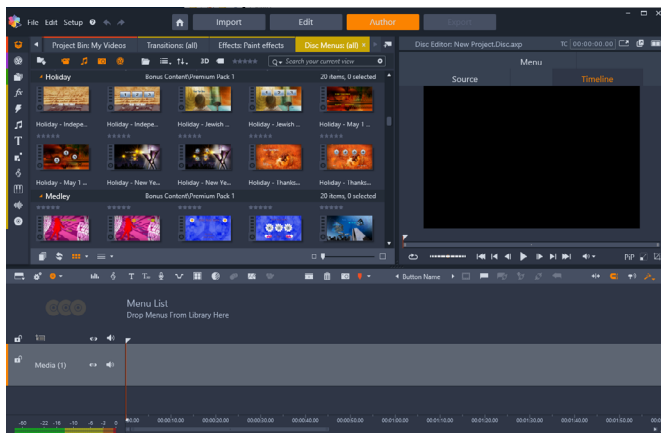 File Edit Setup
Import Edit Author Export
Project Bin: My Videos Transitions: (all) Effects: Paint effects Disc Menus: (all) ×
Disc Editor: New Project.Disc.axp TC 00:00:00.00
3D Search your current view
Menu
Source Timeline
Holiday Bonus Content\Premium Pack 1 20 items, 0 selected
Holiday - Indepe... Holiday - Indepe... Holiday - Jewish ... Holiday - Jewish ... Holiday - May 1 ...
Holiday - May 1 ... Holiday - New Ye... Holiday - New Ye... Holiday - Thanks... Holiday - Thanks...
Medley Bonus Content\Premium Pack 1 20 items, 0 selected
PiP
Button Name
Menu List
Drop Menus From Library Here
Media (1)
-60 -22 -16 -10 -6 -3 0
00:00:10.00 00:00:20.00 00:00:30.00 00:00:40.00 00:00:50.00 00:01:00.00 00:01:10.00 00:01:20.00 00:01:30.00 00:01:40.00 00:01:50.00